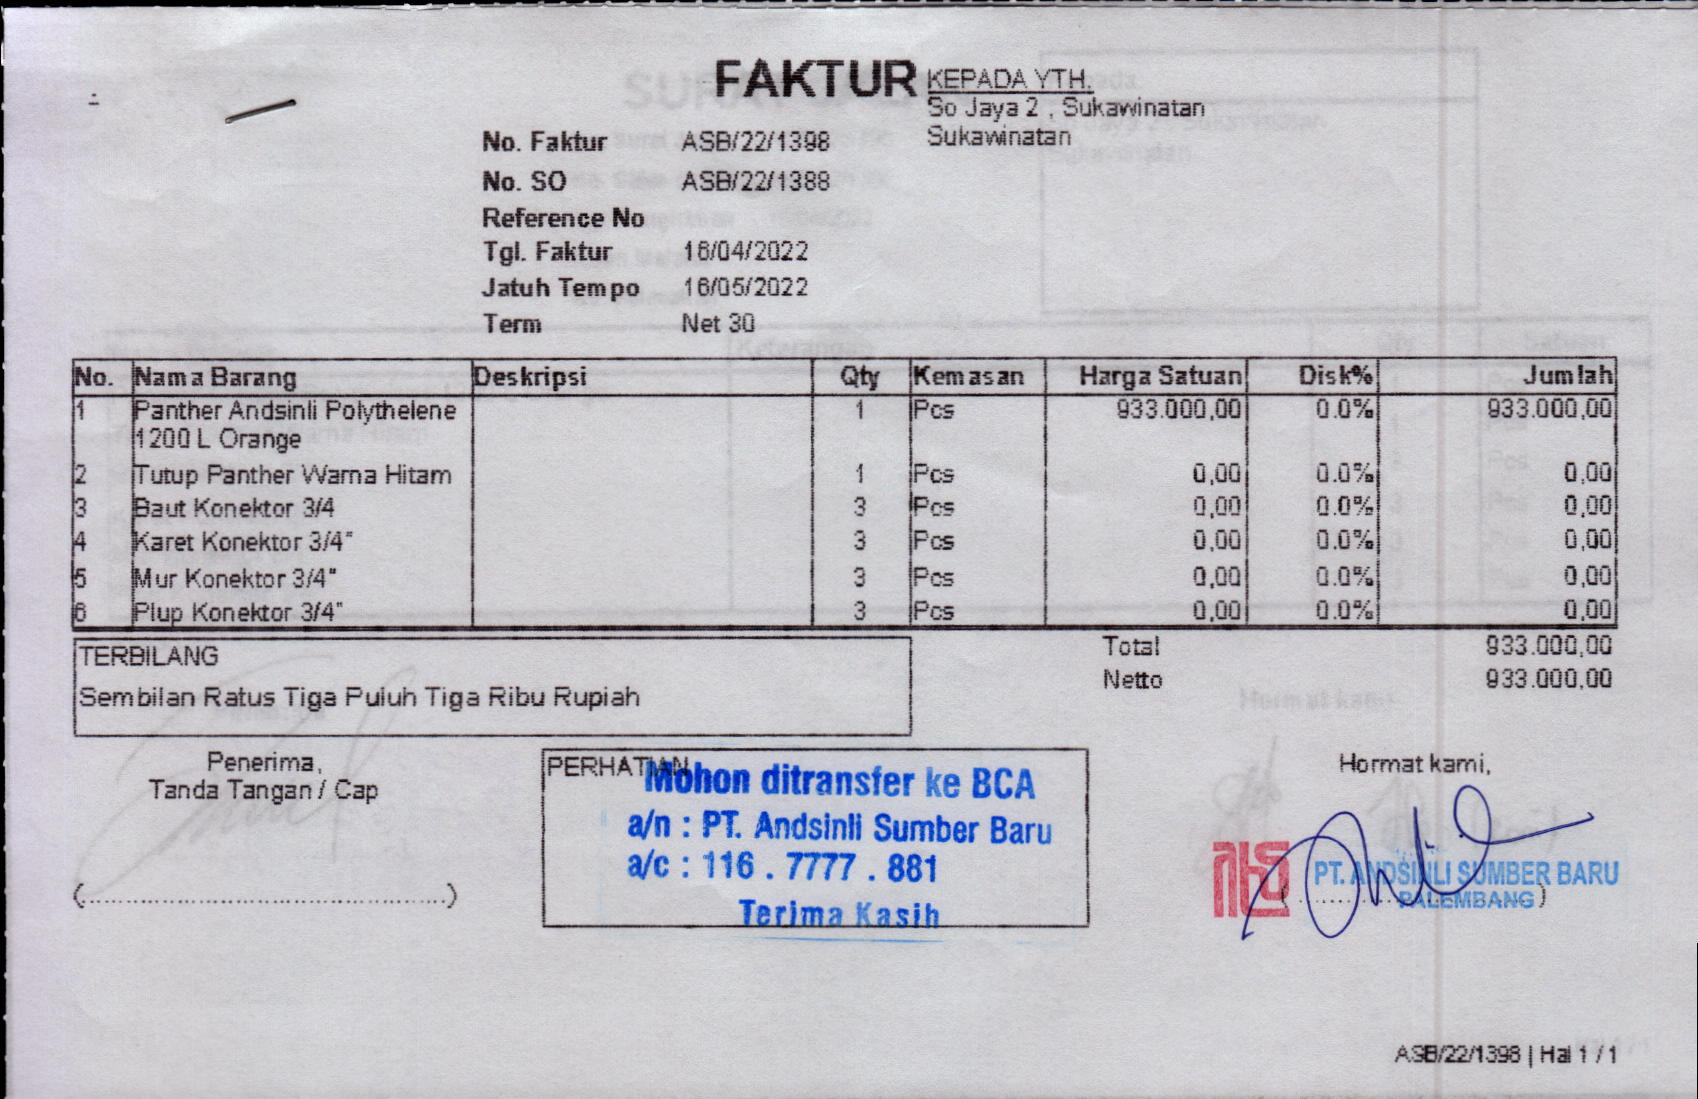 FAKTUR
KEPADA YTH.
So Jaya 2 , Sukawinatan
Sukawinatan
No. Faktur ASB/22/1398
No. SO ASB/22/1388
Reference No
Tgl. Faktur 16/04/2022
Jatuh Tempo 16/05/2022
Term Net 30
No. Nama Barang Deskripsi Qty Kemasan Harga Satuan Disk% Jumlah
1 Panther Andsinli Polythelene 1 Pcs 933.000,00 0.0% 933.000,00
1200 L Orange
2 Tutup Panther Warna Hitam 1 Pcs 0,00 0.0% 0,00
3 Baut Konektor 3/4 3 Pcs 0,00 0.0% 0,00
4 Karet Konektor 3/4" 3 Pcs 0,00 0.0% 0,00
5 Mur Konektor 3/4" 3 Pcs 0,00 0.0% 0,00
6 Plup Konektor 3/4" 3 Pcs 0,00 0.0% 0,00
Total 933.000,00
Netto 933.000,00
TERBILANG
Sembilan Ratus Tiga Puluh Tiga Ribu Rupiah
Penerima,
Tanda Tangan / Cap
(................................................)
PERHATIAN
Mohon ditransfer ke BCA
a/n : PT. Andsinli Sumber Baru
a/c : 116 . 7777 . 881
Terima Kasih
Hormat kami,
PT. ANDSINLI SUMBER BARU
PALEMBANG
ASB/22/1398 | Hal 1 / 1